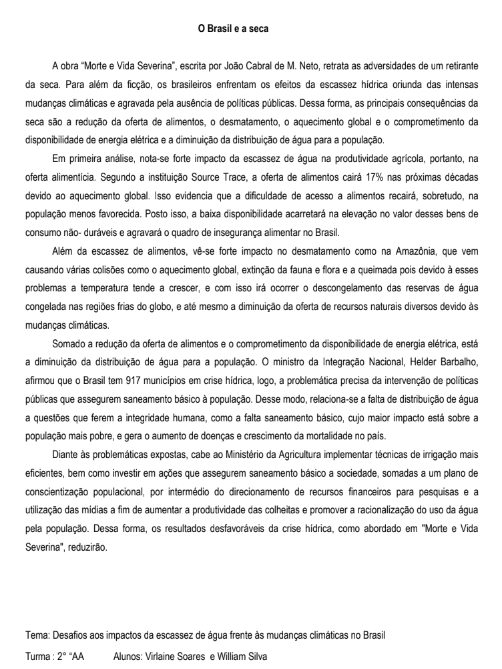 O Brasil e a seca
A obra “Morte e Vida Severina”, escrita por João Cabral de M. Neto, retrata as adversidades de um retirante
da seca. Para além da ficção, os brasileiros enfrentam os efeitos da escassez hídrica oriunda das intensas
mudanças climáticas e agravada pela ausência de políticas públicas. Dessa forma, as principais consequências da
seca são a redução da oferta de alimentos, o desmatamento, o aquecimento global e o comprometimento da
disponibilidade de energia elétrica e a diminuição da distribuição de água para a população.
Em primeira análise, nota-se forte impacto da escassez de água na produtividade agrícola, portanto, na
oferta alimentícia. Segundo a instituição Source Trace, a oferta de alimentos cairá 17% nas próximas décadas
devido ao aquecimento global. Isso evidencia que a dificuldade de acesso a alimentos recairá, sobretudo, na
população menos favorecida. Posto isso, a baixa disponibilidade acarretará na elevação no valor desses bens de
consumo não- duráveis e agravará o quadro de insegurança alimentar no Brasil.
Além da escassez de alimentos, vê-se forte impacto no desmatamento como na Amazônia, que vem
causando várias colisões como o aquecimento global, extinção da fauna e flora e a queimada pois devido à esses
problemas a temperatura tende a crescer, e com isso irá ocorrer o descongelamento das reservas de água
congelada nas regiões frias do globo, e até mesmo a diminuição da oferta de recursos naturais diversos devido às
mudanças climáticas.
Somado a redução da oferta de alimentos e o comprometimento da disponibilidade de energia elétrica, está
a diminuição da distribuição de água para a população. O ministro da Integração Nacional, Helder Barbalho,
afirmou que o Brasil tem 917 municípios em crise hídrica, logo, a problemática precisa da intervenção de políticas
públicas que assegurem saneamento básico à população. Desse modo, relaciona-se a falta de distribuição de água
a questões que ferem a integridade humana, como a falta saneamento básico, cujo maior impacto está sobre a
população mais pobre, e gera o aumento de doenças e crescimento da mortalidade no país.
Diante às problemáticas expostas, cabe ao Ministério da Agricultura implementar técnicas de irrigação mais
eficientes, bem como investir em ações que assegurem saneamento básico a sociedade, somadas a um plano de
conscientização populacional, por intermédio do direcionamento de recursos financeiros para pesquisas e a
utilização das mídias a fim de aumentar a produtividade das colheitas e promover a racionalização do uso da água
pela população. Dessa forma, os resultados desfavoráveis da crise hídrica, como abordado em "Morte e Vida
Severina", reduzirão.
Tema: Desafios aos impactos da escassez de água frente às mudanças climáticas no Brasil
Turma : 2° “AA Alunos: Virlaine Soares e William Silva